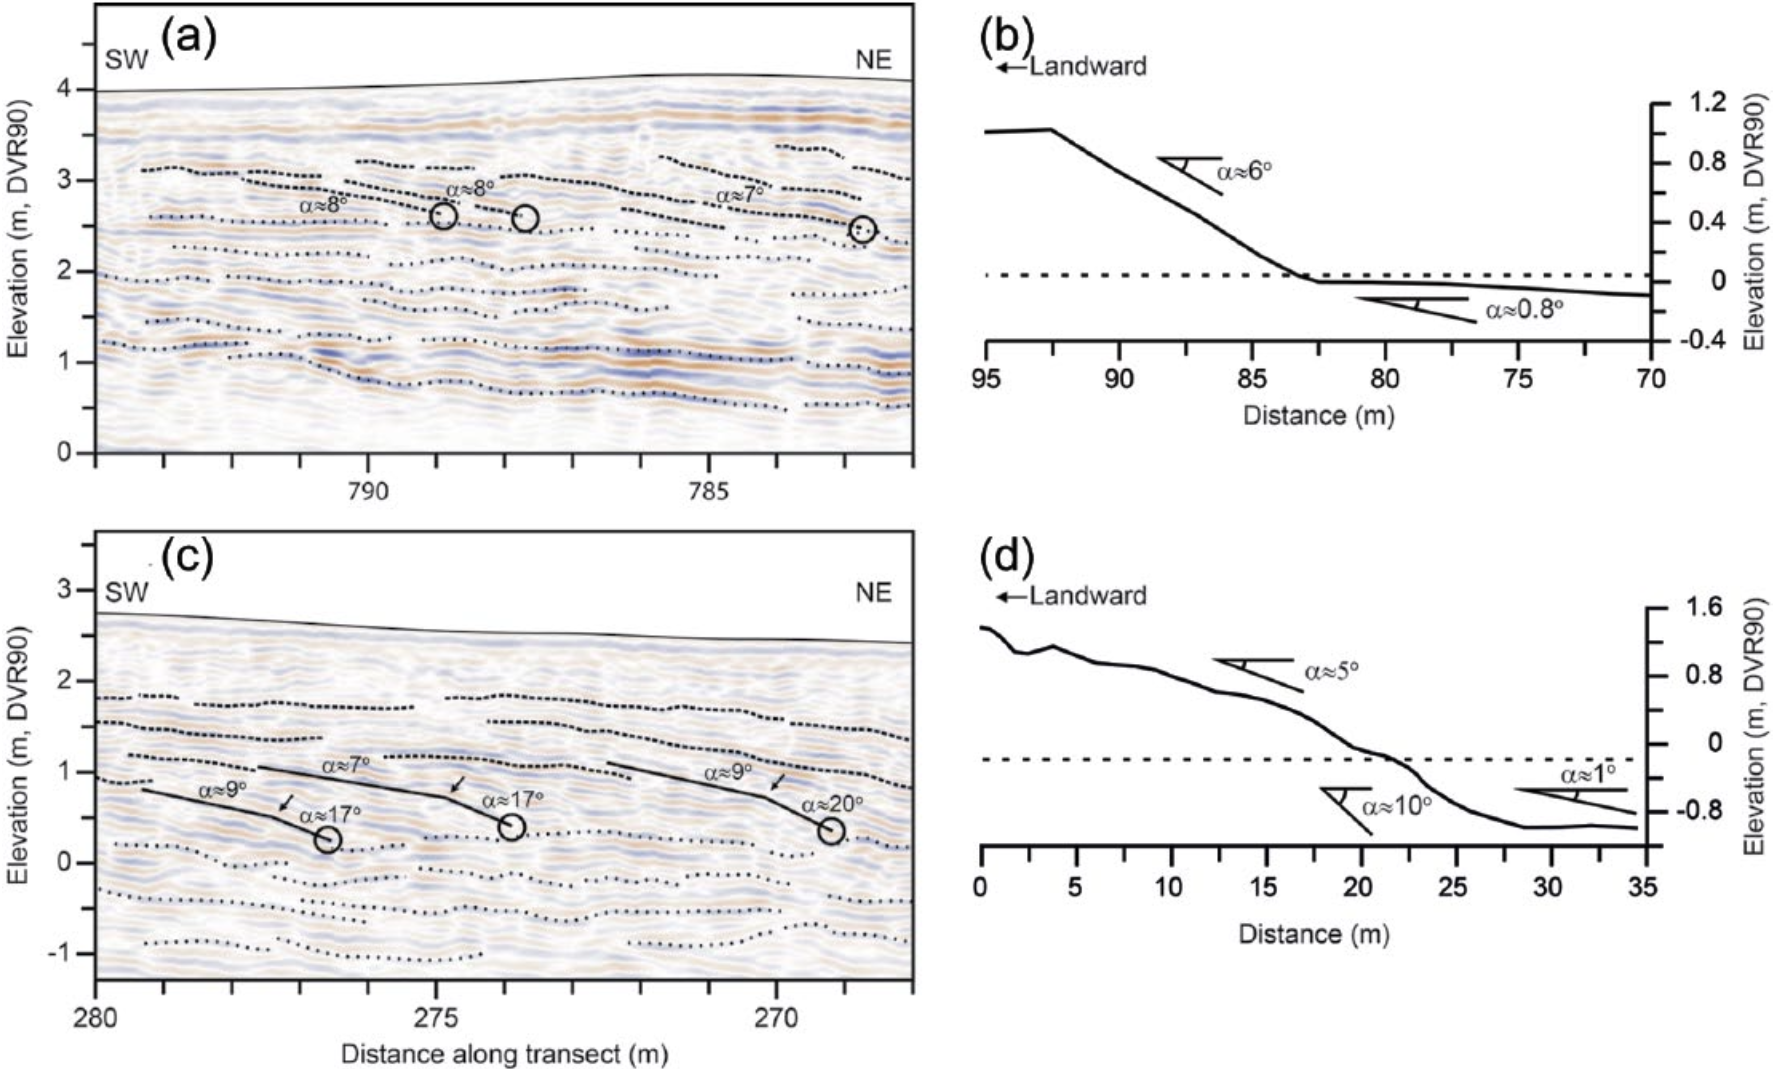 (a)
SW
NE
Elevation (m, DVR90)
4
3
2
1
0
α≈8°
α≈8°
α≈7°
790
785
(b)
←Landward
α≈6°
α≈0.8°
1.2
0.8
0.4
0
-0.4
Elevation (m, DVR90)
95
90
85
80
75
70
Distance (m)
(c)
SW
NE
Elevation (m, DVR90)
3
2
1
0
-1
α≈9°
α≈17°
α≈7°
α≈17°
α≈9°
α≈20°
280
275
270
Distance along transect (m)
(d)
←Landward
α≈5°
α≈10°
α≈1°
1.6
0.8
0
-0.8
Elevation (m, DVR90)
0
5
10
15
20
25
30
35
Distance (m)